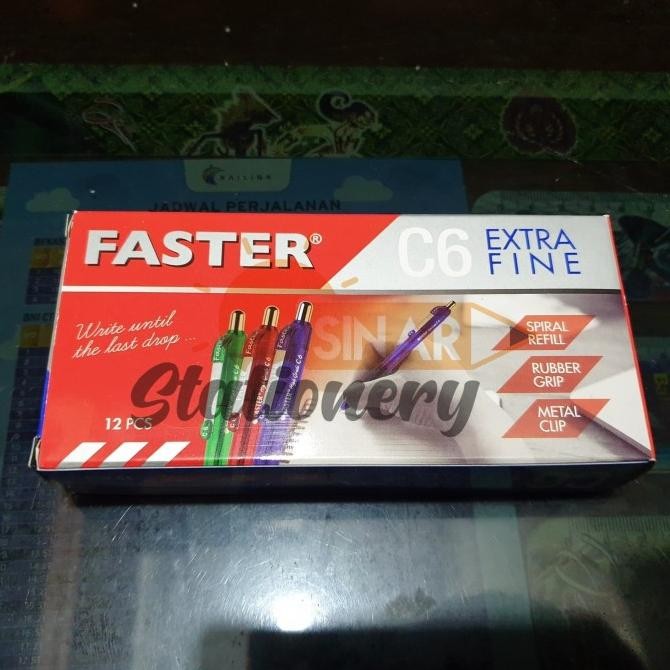 RAILINK
JADWAL PERJALANAN
FASTER®
C6 EXTRA
FINE
Write until
the last drop ...
SINAR
Stationery
SPIRAL
REFILL
RUBBER
GRIP
METAL
CLIP
12 PCS